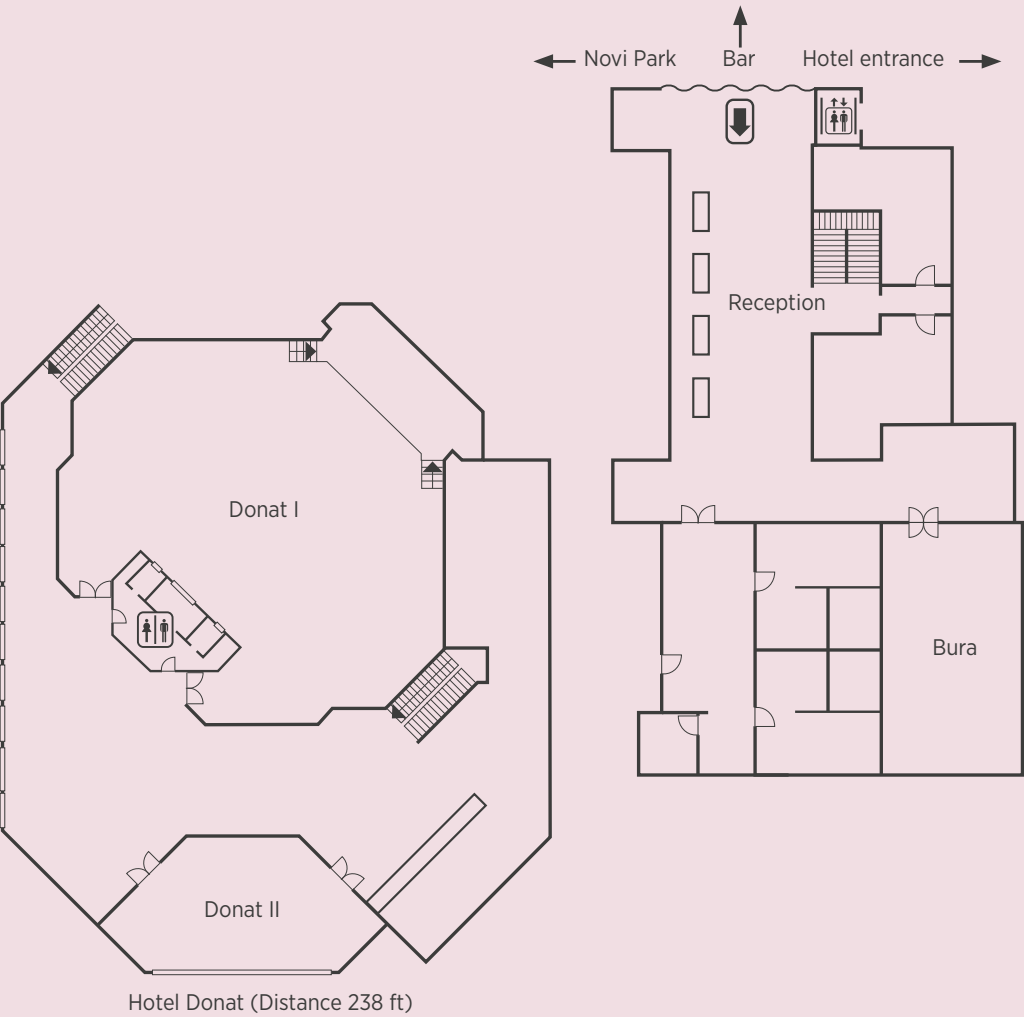 Novi Park
Bar
Hotel entrance
Reception
Donat I
Bura
Donat II
Hotel Donat (Distance 238 ft)